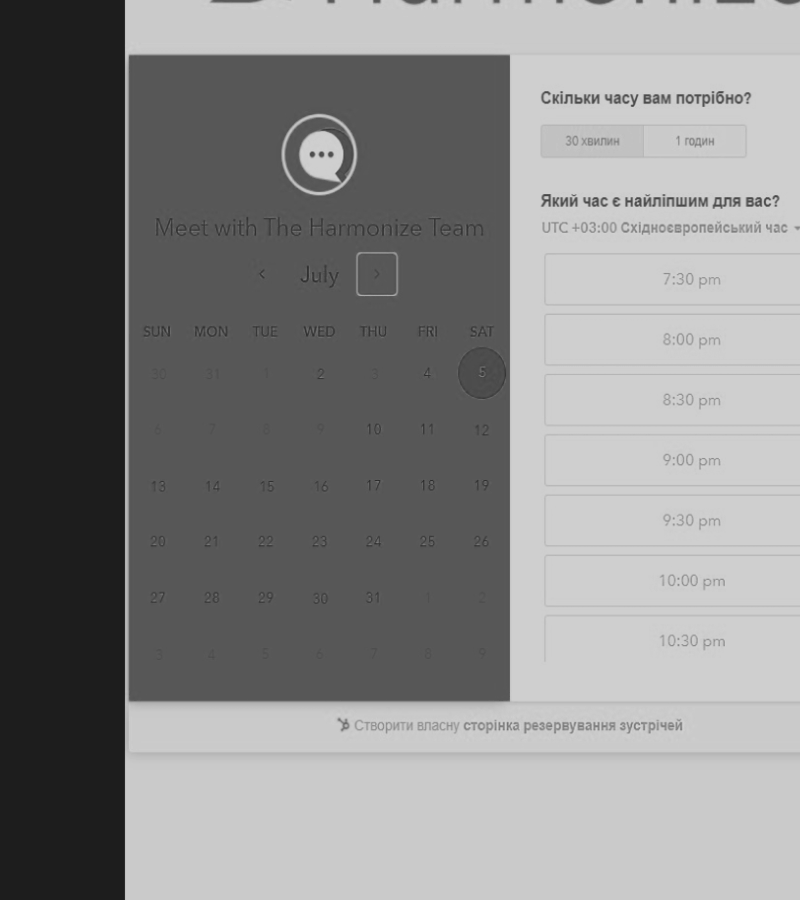 Harmonize
Meet with The Harmonize Team
July
SUN MON TUE WED THU FRI SAT
30 31 1 2 3 4 5
6 7 8 9 10 11 12
13 14 15 16 17 18 19
20 21 22 23 24 25 26
27 28 29 30 31 1 2
3 4 5 6 7 8 9
Скільки часу вам потрібно?
30 хвилин 1 годин
Який час є найліпшим для вас?
UTC +03:00 Східноєвропейський час
7:30 pm
8:00 pm
8:30 pm
9:00 pm
9:30 pm
10:00 pm
10:30 pm
Створити власну сторінка резервування зустрічей